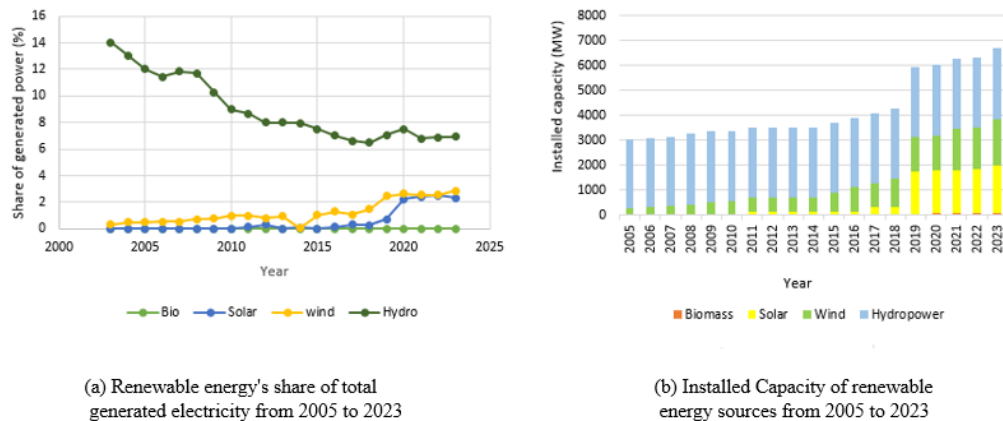 16
14
12
10
8
6
4
2
0
Share of generated power (%)
2000 2005 2010 2015 2020 2025
Year
Bio Solar wind Hydro
(a) Renewable energy's share of total
generated electricity from 2005 to 2023
8000
7000
6000
5000
4000
3000
2000
1000
0
Installed capacity (MW)
2005 2006 2007 2008 2009 2010 2011 2012 2013 2014 2015 2016 2017 2018 2019 2020 2021 2022 2023
Year
Biomass Solar Wind Hydropower
(b) Installed Capacity of renewable
energy sources from 2005 to 2023